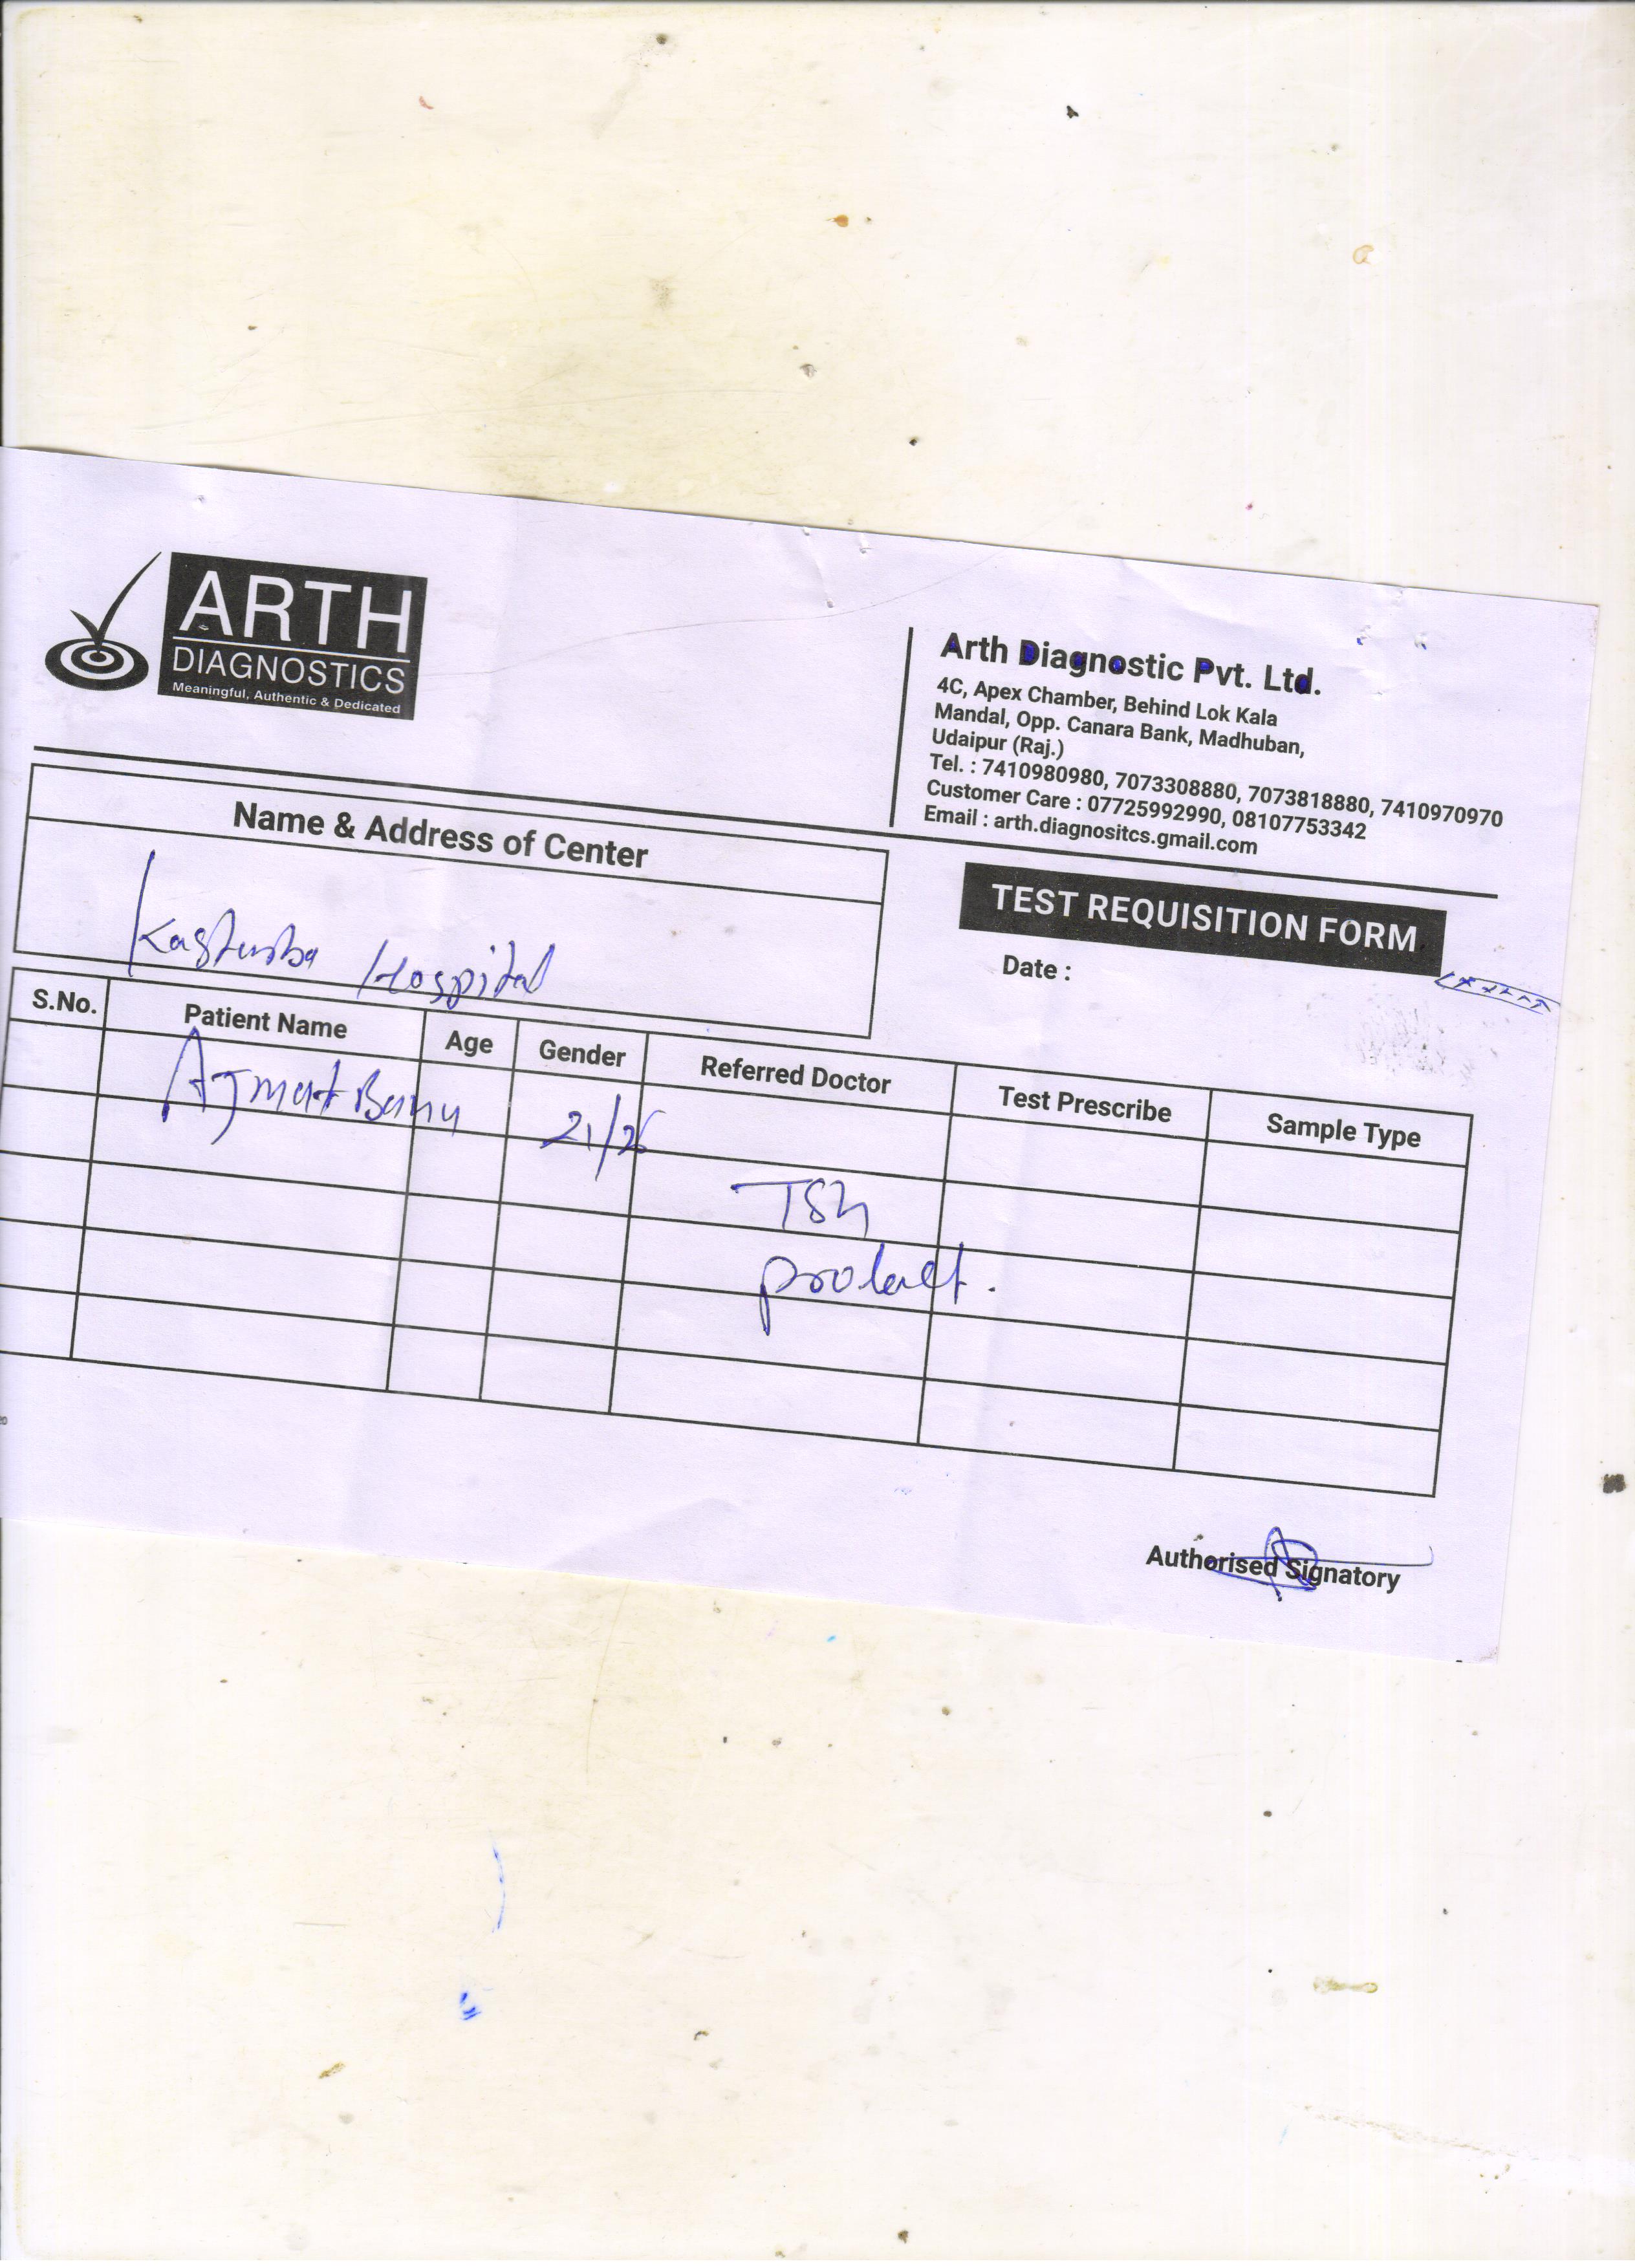 ARTH
DIAGNOSTICS
Meaningful, Authentic & Dedicated
Arth Diagnostic Pvt. Ltd.
4C, Apex Chamber, Behind Lok Kala
Mandal, Opp. Canara Bank, Madhuban,
Udaipur (Raj.)
Tel. : 7410980980, 7073308880, 7073818880, 7410970970
Customer Care : 07725992990, 08107753342
Email : arth.diagnositcs.gmail.com
Name & Address of Center
Kasturba Hospital
TEST REQUISITION FORM
Date :
S.No. Patient Name Age Gender Referred Doctor Test Prescribe Sample Type
Ajmat Banu
TSH
prolact.
Authorised Signatory